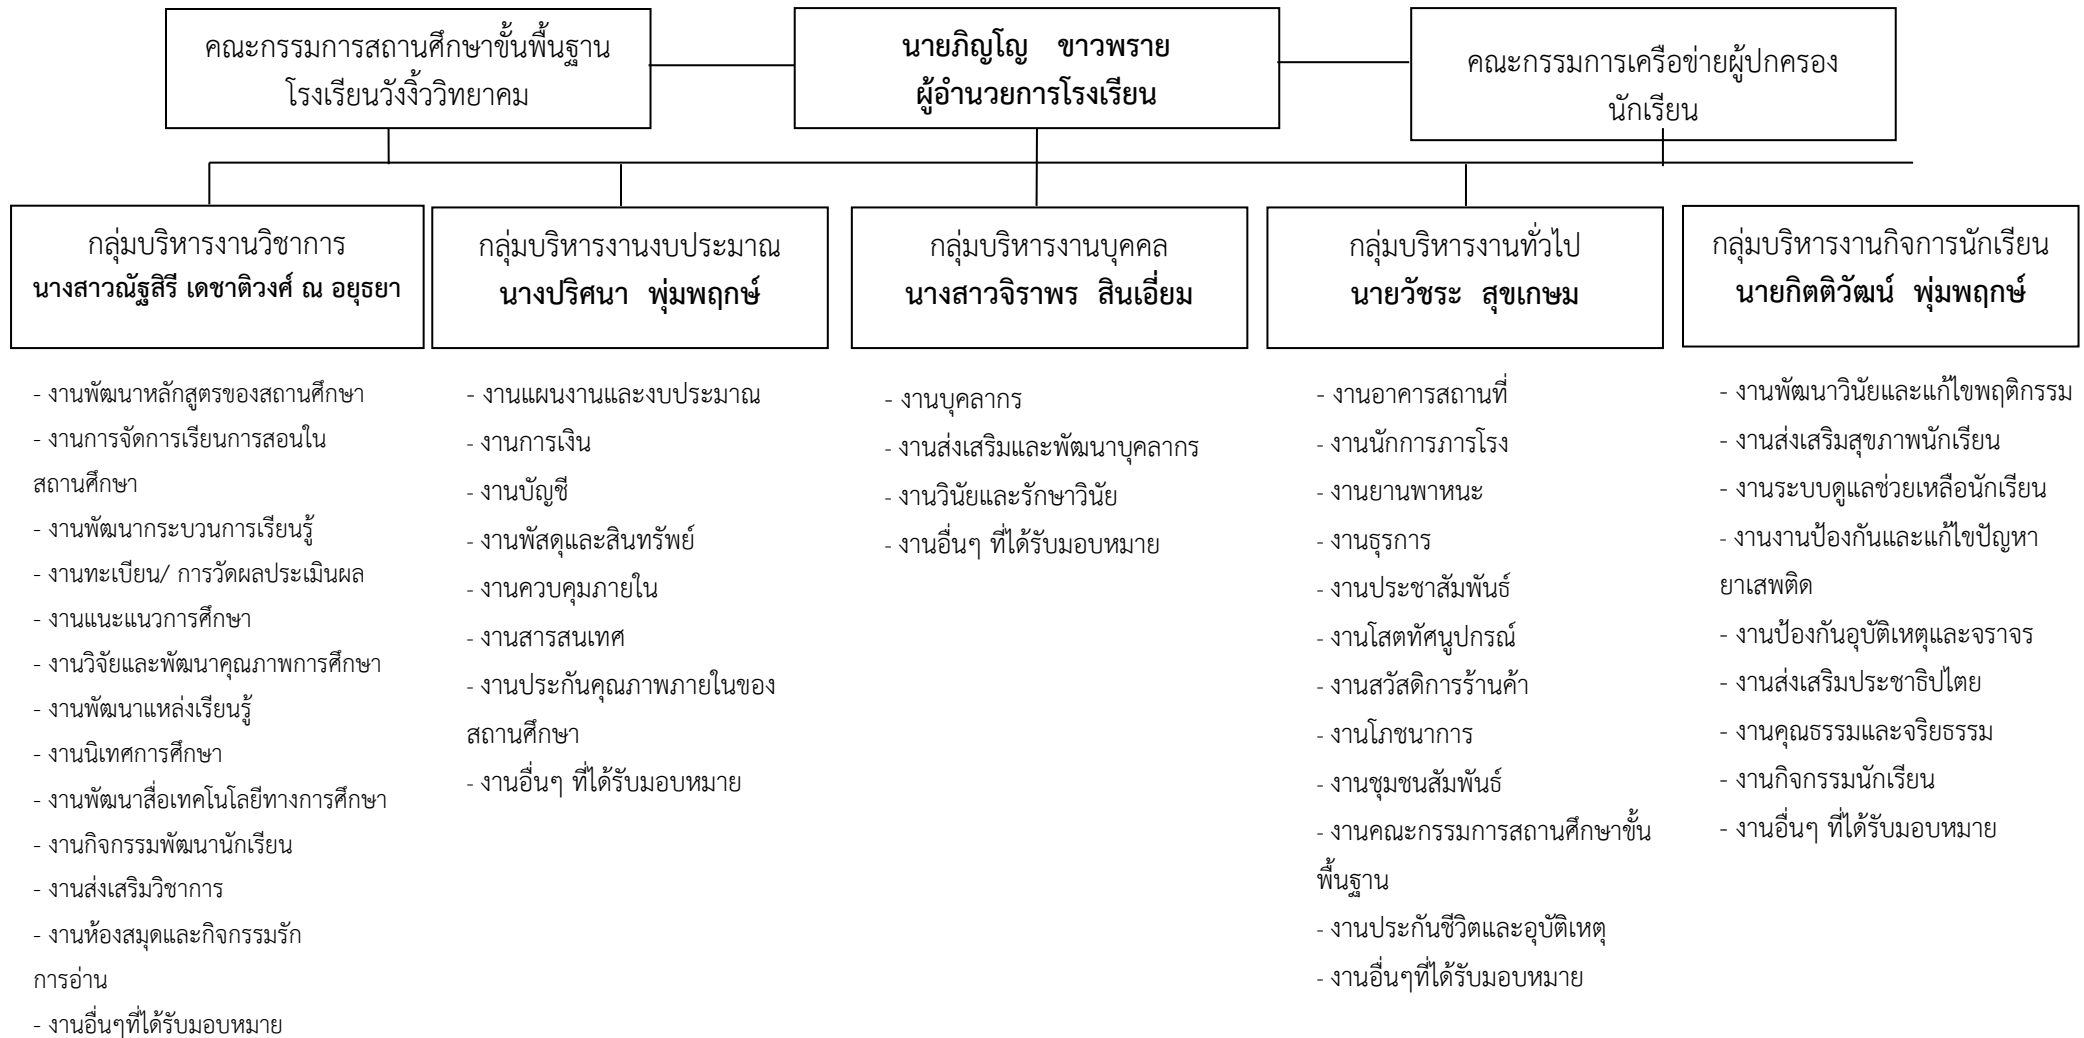 คณะกรรมการสถานศึกษาขั้นพื้นฐาน
โรงเรียนวังงิ้ววิทยาคม
นายภิญโญ ขาวพราย
ผู้อำนวยการโรงเรียน
คณะกรรมการเครือข่ายผู้ปกครอง
นักเรียน
กลุ่มบริหารงานวิชาการ
นางสาวณัฐสิรี เดชาติวงศ์ ณ อยุธยา
กลุ่มบริหารงานงบประมาณ
นางปริศนา พุ่มพฤกษ์
กลุ่มบริหารงานบุคคล
นางสาวจิราพร สินเอี่ยม
กลุ่มบริหารงานทั่วไป
นายวัชระ สุขเกษม
กลุ่มบริหารงานกิจการนักเรียน
นายกิตติวัฒน์ พุ่มพฤกษ์
- งานพัฒนาหลักสูตรของสถานศึกษา
- งานการจัดการเรียนการสอนใน
สถานศึกษา
- งานพัฒนากระบวนการเรียนรู้
- งานทะเบียน/ การวัดผลประเมินผล
- งานแนะแนวการศึกษา
- งานวิจัยและพัฒนาคุณภาพการศึกษา
- งานพัฒนาแหล่งเรียนรู้
- งานนิเทศการศึกษา
- งานพัฒนาสื่อเทคโนโลยีทางการศึกษา
- งานกิจกรรมพัฒนานักเรียน
- งานส่งเสริมวิชาการ
- งานห้องสมุดและกิจกรรมรัก
การอ่าน
- งานอื่นๆที่ได้รับมอบหมาย
- งานแผนงานและงบประมาณ
- งานการเงิน
- งานบัญชี
- งานพัสดุและสินทรัพย์
- งานควบคุมภายใน
- งานสารสนเทศ
- งานประกันคุณภาพภายในของ
สถานศึกษา
- งานอื่นๆ ที่ได้รับมอบหมาย
- งานบุคลากร
- งานส่งเสริมและพัฒนาบุคลากร
- งานวินัยและรักษาวินัย
- งานอื่นๆ ที่ได้รับมอบหมาย
- งานอาคารสถานที่
- งานนักการภารโรง
- งานยานพาหนะ
- งานธุรการ
- งานประชาสัมพันธ์
- งานโสตทัศนูปกรณ์
- งานสวัสดิการร้านค้า
- งานโภชนาการ
- งานชุมชนสัมพันธ์
- งานคณะกรรมการสถานศึกษาขั้น
พื้นฐาน
- งานประกันชีวิตและอุบัติเหตุ
- งานอื่นๆที่ได้รับมอบหมาย
- งานพัฒนาวินัยและแก้ไขพฤติกรรม
- งานส่งเสริมสุขภาพนักเรียน
- งานระบบดูแลช่วยเหลือนักเรียน
- งานงานป้องกันและแก้ไขปัญหา
ยาเสพติด
- งานป้องกันอุบัติเหตุและจราจร
- งานส่งเสริมประชาธิปไตย
- งานคุณธรรมและจริยธรรม
- งานกิจกรรมนักเรียน
- งานอื่นๆ ที่ได้รับมอบหมาย